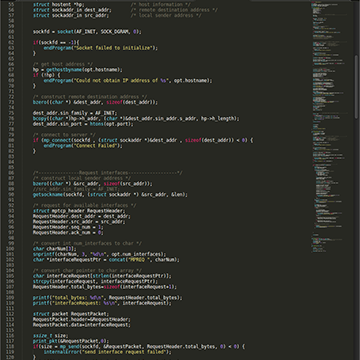 struct hostent *hp; /* host information */
struct sockaddr_in dest_addr; /* remote destination address */
struct sockaddr_in src_addr; /* local sender address */
sockfd = socket(AF_INET, SOCK_DGRAM, 0);
if(sockfd == -1){
endProgram("Socket failed to initialize");
}
/* get host address */
hp = gethostbyname(opt.hostname);
if (!hp) {
endProgram("Could not obtain IP address of %s", opt.hostname);
}
/* construct remote destination address */
bzero((char *) &dest_addr, sizeof(dest_addr));
dest_addr.sin_family = AF_INET;
bcopy((char *)hp->h_addr, (char *)&dest_addr.sin_addr.s_addr, hp->h_length);
dest_addr.sin_port = htons(opt.port);
/* connect to server */
if (mp_connect(sockfd , (struct sockaddr *)&dest_addr , sizeof(dest_addr)) < 0) {
endProgram("Connect Failed");
}
/*---------------Request interfaces-----------------*/
/* construct local sender address */
bzero((char *) &src_addr, sizeof(src_addr));
//src_addr.sin_family = AF_INET;
getsockname(sockfd, (struct sockaddr *) &src_addr, &len);
/* request for available interfaces */
struct mptcp_header RequestHeader;
RequestHeader.dest_addr = dest_addr;
RequestHeader.src_addr = src_addr;
RequestHeader.seq_num = 1;
RequestHeader.ack_num = 0;
/* convert int num_interfaces to char */
char charNum[3];
snprintf(charNum, 3, "%d\n", opt.num_interfaces);
char *interfaceRequestPtr = concat("MPREQ ", charNum);
/* convert char pointer to char array */
char interfaceRequest[strlen(interfaceRequestPtr)];
strcpy(interfaceRequest, interfaceRequestPtr);
RequestHeader.total_bytes=sizeof(interfaceRequest)+1;
printf("total_bytes: %d\n", RequestHeader.total_bytes);
printf("interfaceRequest: %s\n", interfaceRequest);
struct packet RequestPacket;
RequestPacket.header=&RequestHeader;
RequestPacket.data=interfaceRequest;
ssize_t size;
print_pkt(&RequestPacket,0);
if(size = mp_send(sockfd, &RequestPacket, RequestHeader.total_bytes, 0) < 0) {
internalError("send interface request failed");